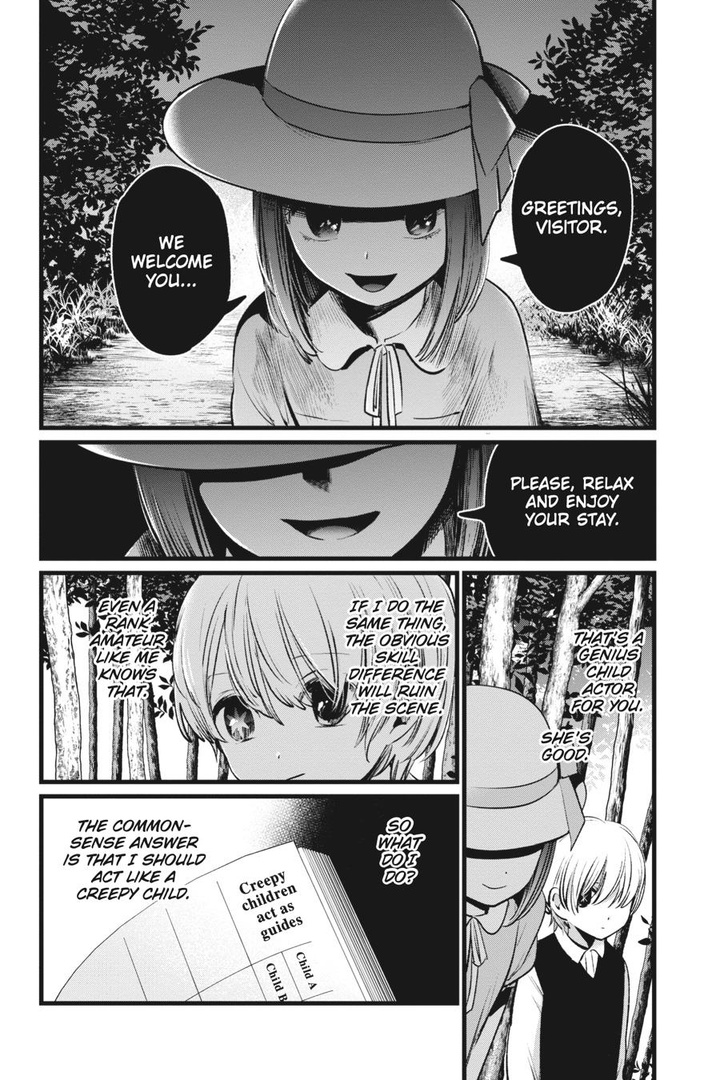 GREETINGS,
VISITOR.
WE
WELCOME
YOU...
PLEASE, RELAX
AND ENJOY
YOUR STAY.
THAT'S A
GENIUS
CHILD
ACTOR
FOR YOU.
SHE'S
GOOD.
IF I DO THE
SAME THING,
THE OBVIOUS
SKILL
DIFFERENCE
WILL RUIN
THE SCENE.
EVEN A
RANK
AMATEUR
LIKE ME
KNOWS
THAT.
SO
WHAT
DO I
DO?
THE COMMON-
SENSE ANSWER
IS THAT I SHOULD
ACT LIKE A
CREEPY CHILD.
Creepy
children
act as
guides
Child A
Child B